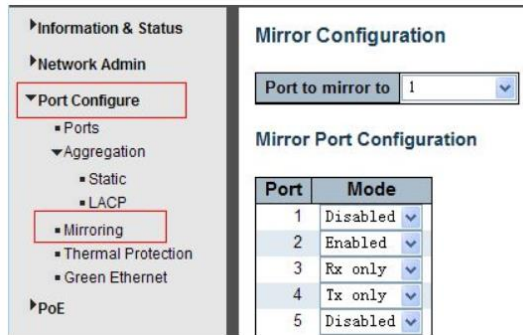 Information & Status
Network Admin
Port Configure
Ports
Aggregation
Static
LACP
Mirroring
Thermal Protection
Green Ethernet
PoE
Mirror Configuration
Port to mirror to 1
Mirror Port Configuration
Port Mode
1 Disabled
2 Enabled
3 Rx only
4 Tx only
5 Disabled